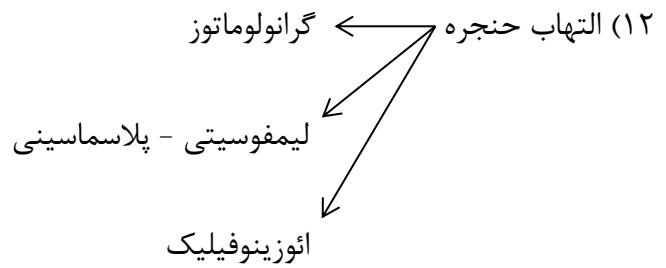 ۱۲) التهاب حنجره
گرانولوماتوز
لیمفوسیتی - پلاسماسینی
ائوزینوفیلیک